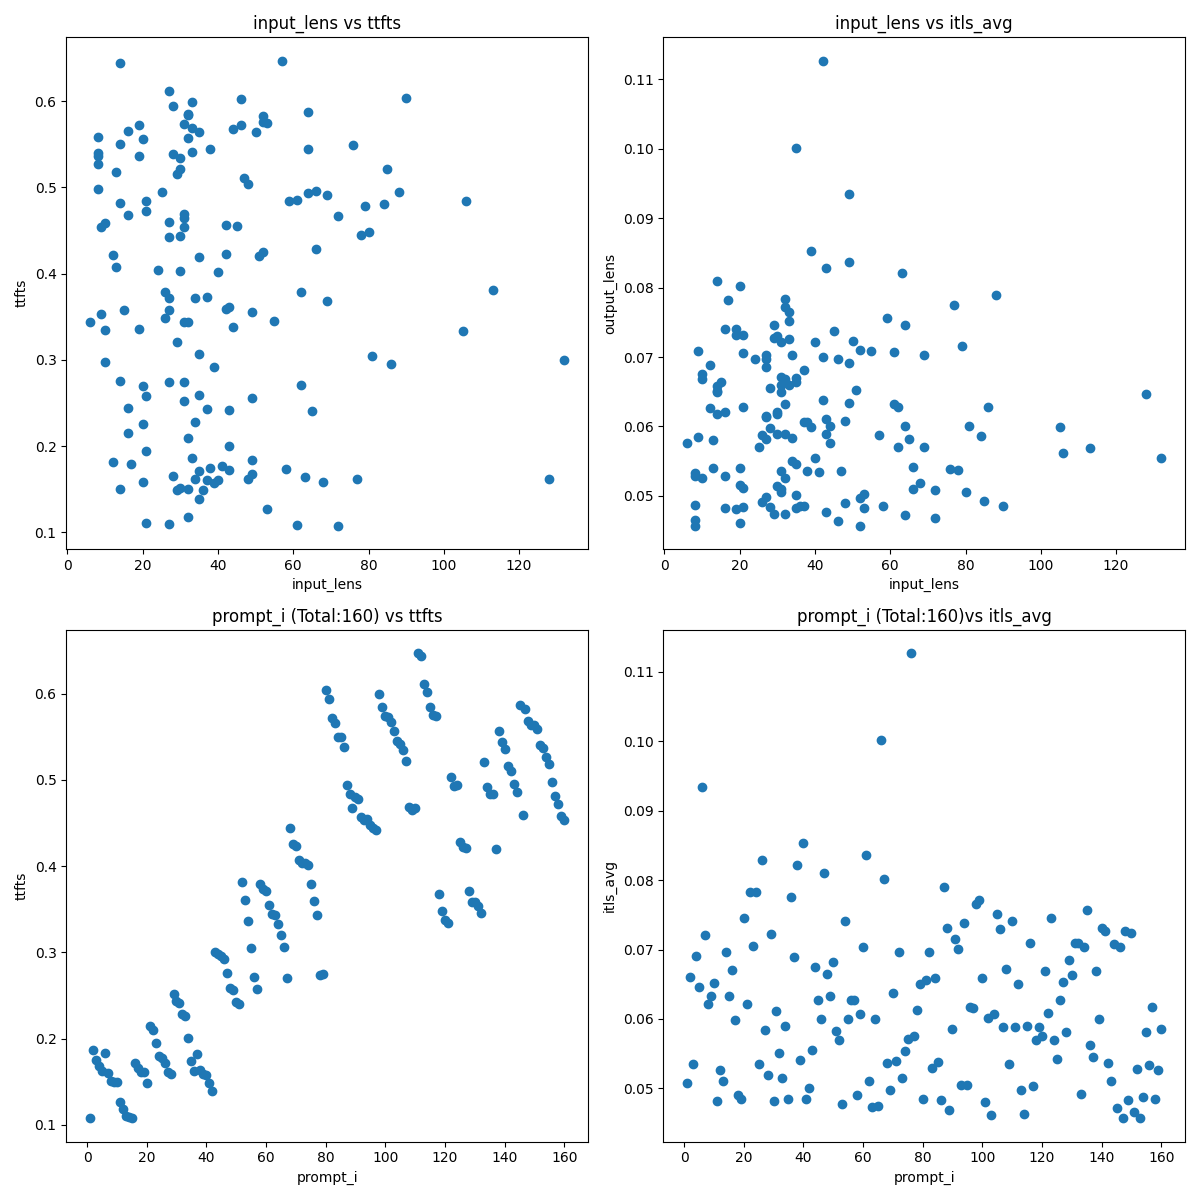 input_lens vs ttfts
ttfts
0.6
0.5
0.4
0.3
0.2
0.1
0 20 40 60 80 100 120
input_lens
input_lens vs itls_avg
output_lens
0.11
0.10
0.09
0.08
0.07
0.06
0.05
0 20 40 60 80 100 120
input_lens
prompt_i (Total:160) vs ttfts
ttfts
0.6
0.5
0.4
0.3
0.2
0.1
0 20 40 60 80 100 120 140 160
prompt_i
prompt_i (Total:160)vs itls_avg
itls_avg
0.11
0.10
0.09
0.08
0.07
0.06
0.05
0 20 40 60 80 100 120 140 160
prompt_i